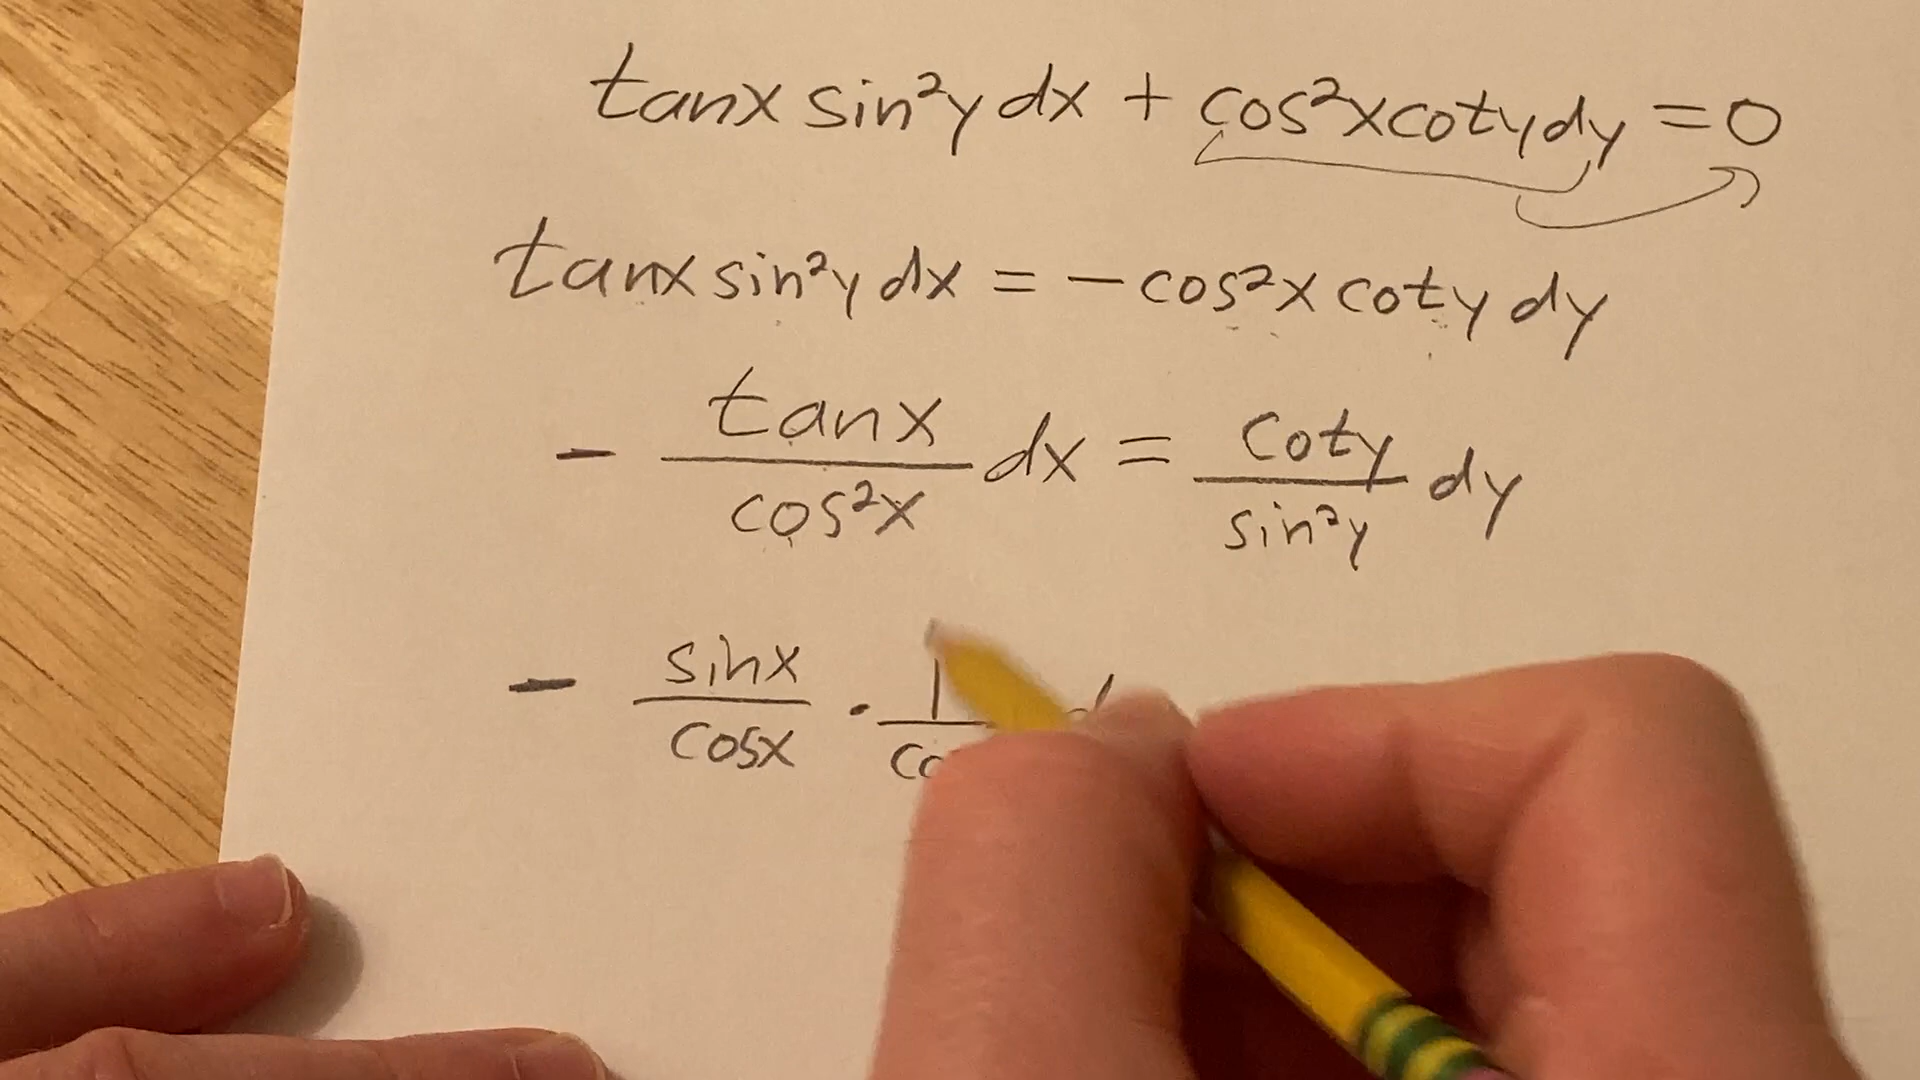 tanx sin²y dx + cos²x coty dy = 0
tanx sin²y dx = - cos²x coty dy
- tanx/cos²x dx = coty/sin²y dy
- sinx/cosx · 1/co d